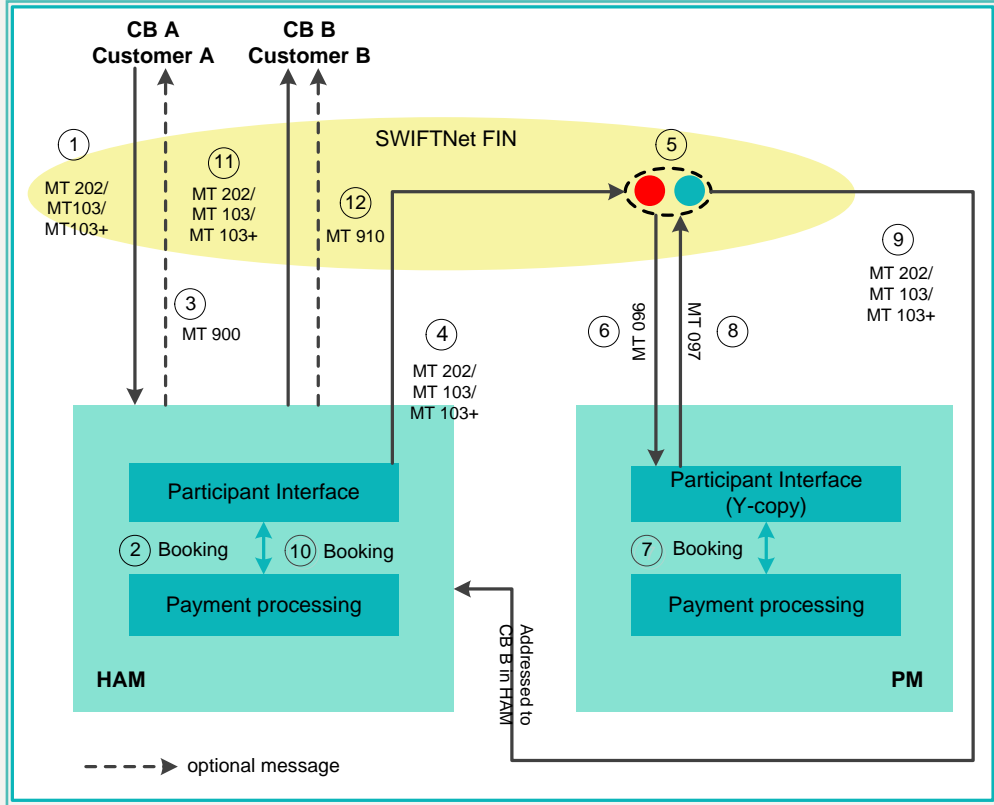 CB A
Customer A
CB B
Customer B
SWIFTNet FIN
1
MT 202/
MT103/
MT103+
11
MT 202/
MT 103/
MT 103+
12
MT 910
5
9
MT 202/
MT 103/
MT 103+
3
MT 900
4
MT 202/
MT 103/
MT 103+
6
MT 096
MT 097
8
Participant Interface
2 Booking
10 Booking
Payment processing
HAM
Participant Interface
(Y-copy)
7 Booking
Payment processing
PM
Addressed to
CB B in HAM
optional message